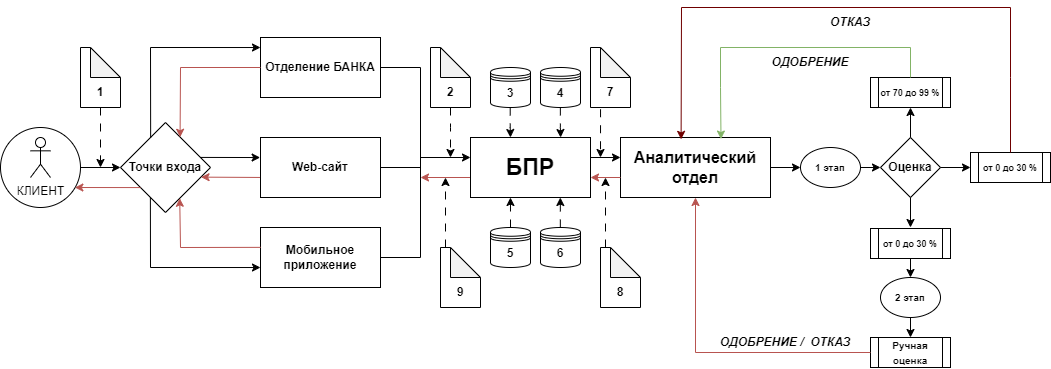 ОТКАЗ
ОДОБРЕНИЕ
1
Отделение БАНКА
2
3
4
7
от 70 до 99 %
КЛИЕНТ
Точки входа
Web-сайт
БПР
Аналитический
отдел
1 этап
Оценка
от 0 до 30 %
Мобильное
приложение
5
6
от 0 до 30 %
9
8
2 этап
ОДОБРЕНИЕ / ОТКАЗ
Ручная
оценка